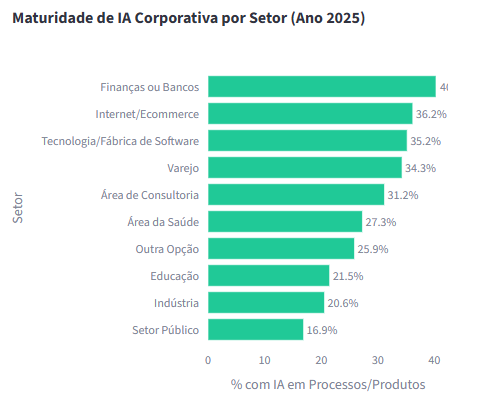 Maturidade de IA Corporativa por Setor (Ano 2025)
Setor
Finanças ou Bancos
Internet/Ecommerce 36.2%
Tecnologia/Fábrica de Software 35.2%
Varejo 34.3%
Área de Consultoria 31.2%
Área da Saúde 27.3%
Outra Opção 25.9%
Educação 21.5%
Indústria 20.6%
Setor Público 16.9%
0 10 20 30 40
% com IA em Processos/Produtos